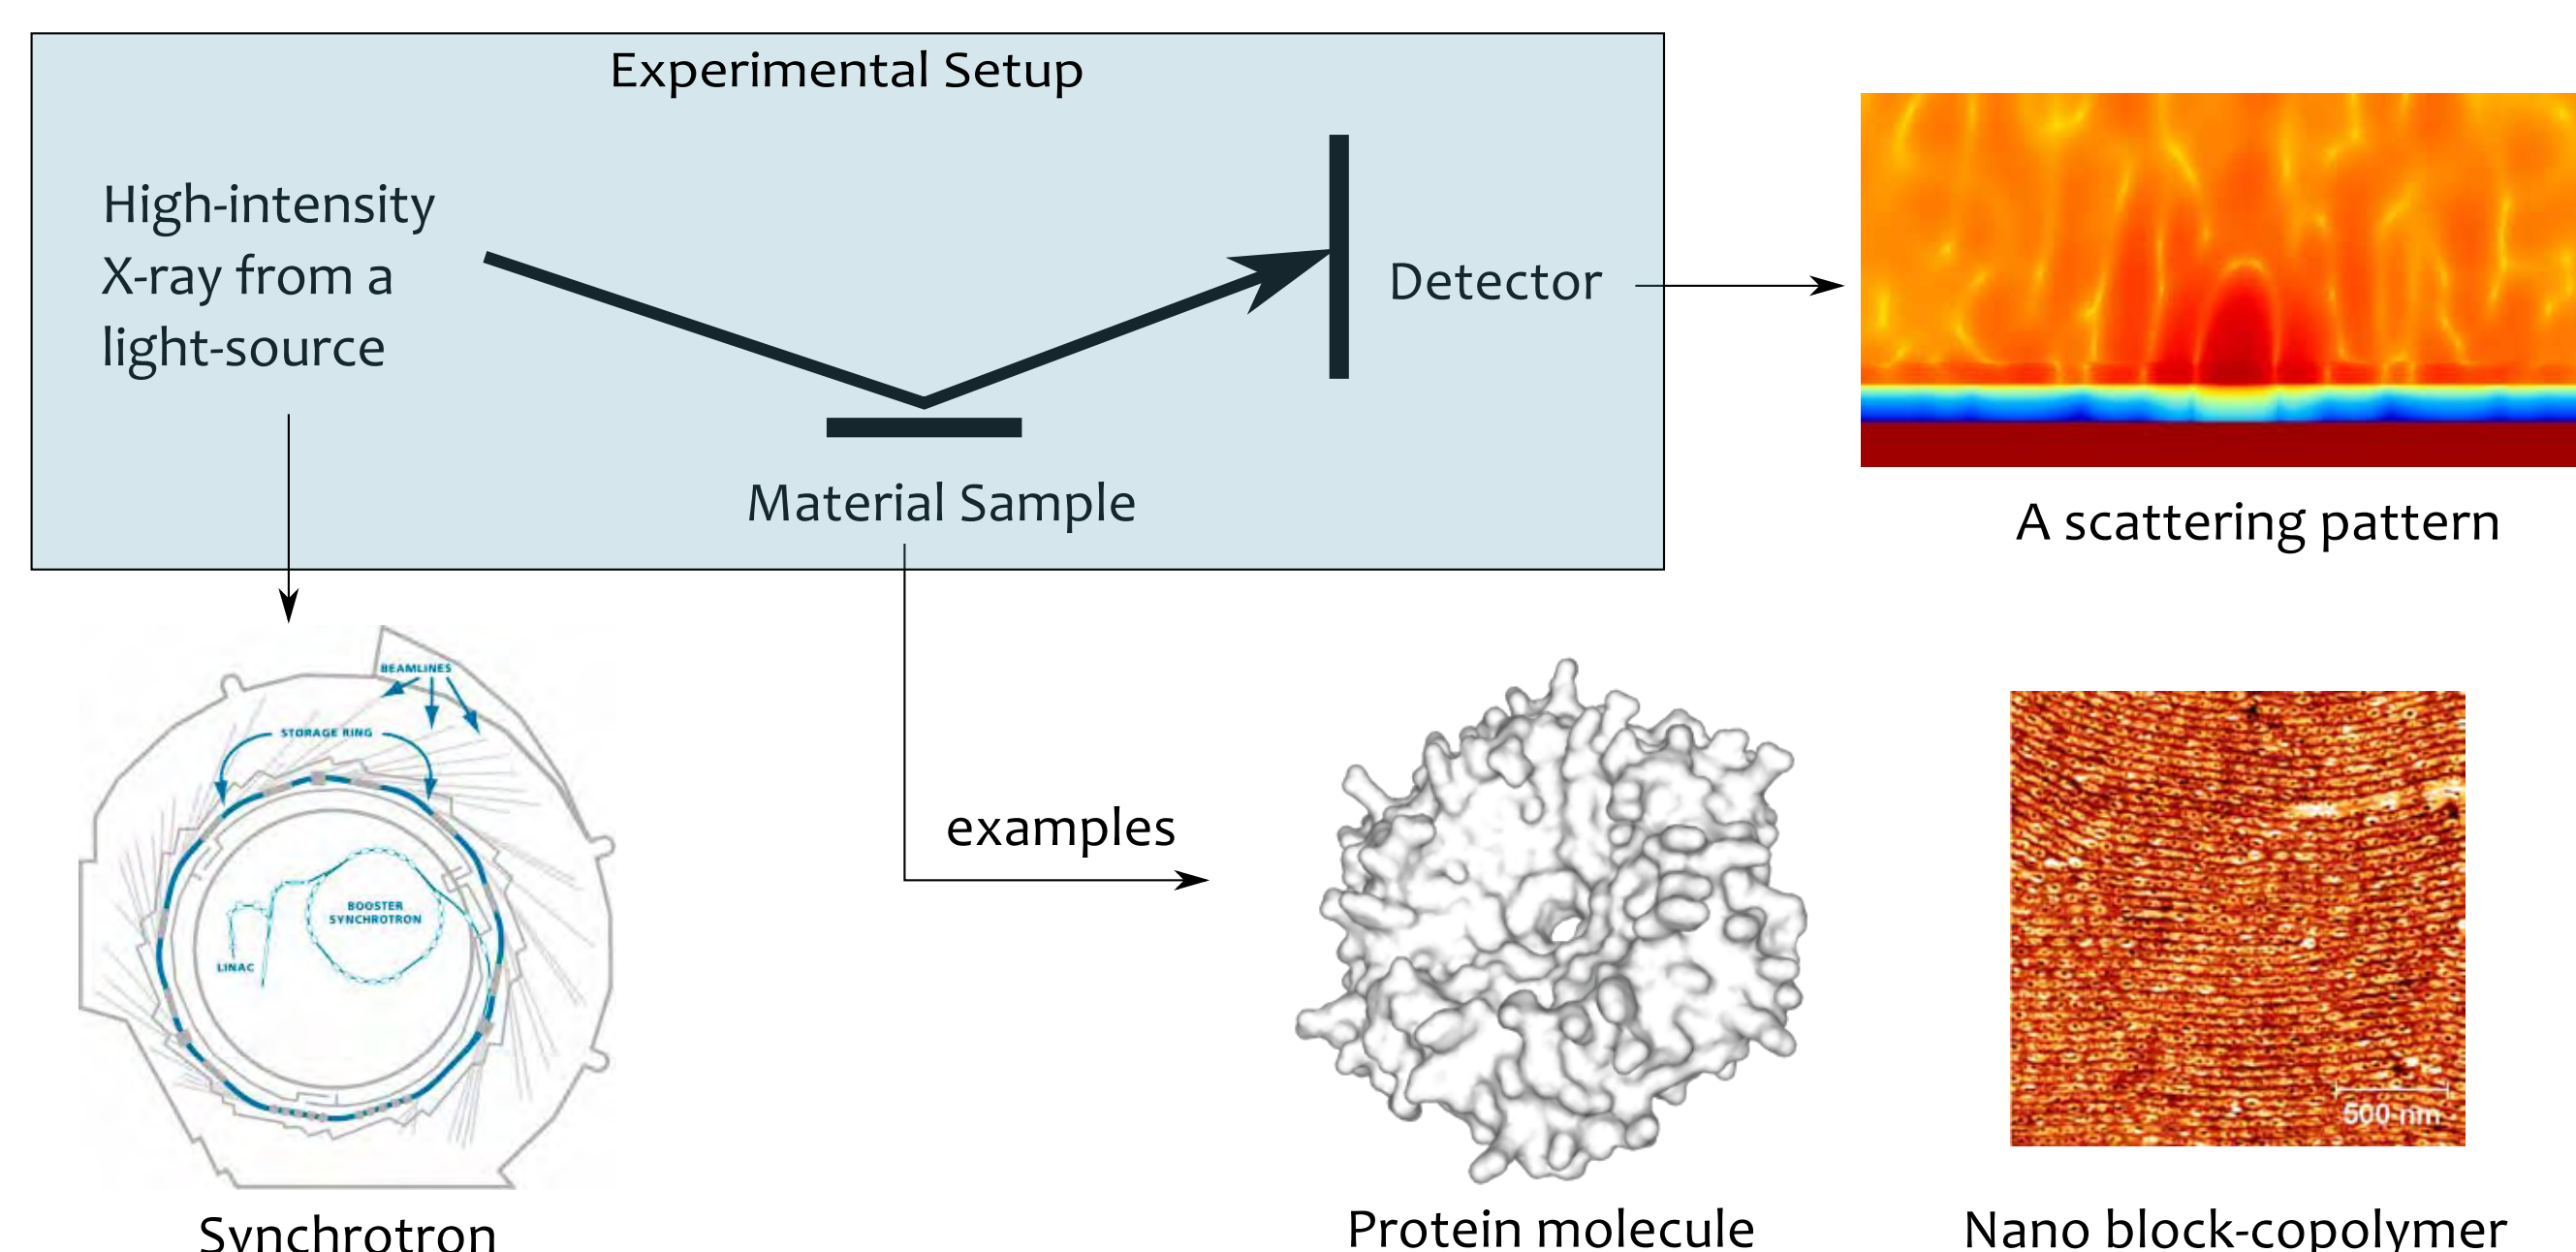 Experimental Setup
High-intensity
X-ray from a
light-source
Detector
Material Sample
A scattering pattern
BEAMLINES
STORAGE RING
BOOSTER
SYNCHROTRON
LINAC
examples
500 nm
Synchrotron
Protein molecule
Nano block-copolymer